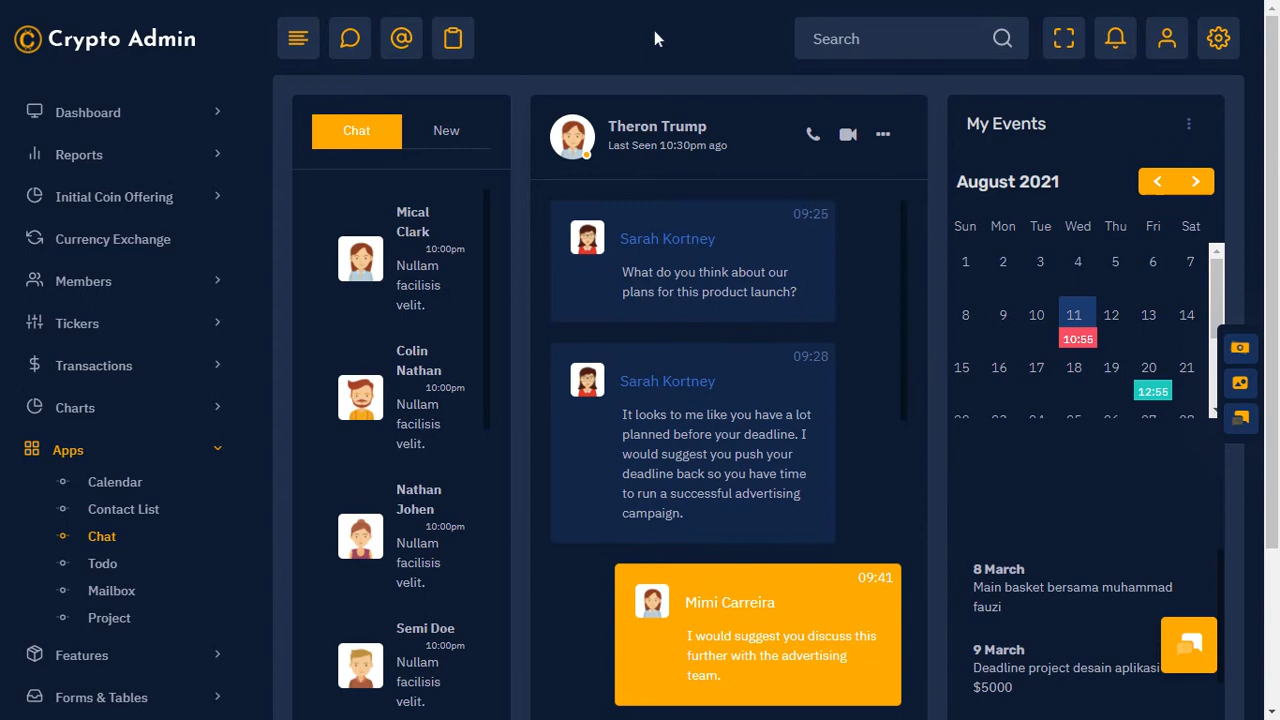 Crypto Admin
Search
Dashboard
Reports
Initial Coin Offering
Currency Exchange
Members
Tickers
Transactions
Charts
Apps
Calendar
Contact List
Chat
Todo
Mailbox
Project
Features
Forms & Tables
Chat New
Mical
Clark
10:00pm
Nullam
facilisis
velit.
Colin
Nathan
10:00pm
Nullam
facilisis
velit.
Nathan
Johen
10:00pm
Nullam
facilisis
velit.
Semi Doe
10:00pm
Nullam
facilisis
velit.
Theron Trump
Last Seen 10:30pm ago
09:25
Sarah Kortney
What do you think about our
plans for this product launch?
09:28
Sarah Kortney
It looks to me like you have a lot
planned before your deadline. I
would suggest you push your
deadline back so you have time
to run a successful advertising
campaign.
09:41
Mimi Carreira
I would suggest you discuss this
further with the advertising
team.
My Events
August 2021
Sun Mon Tue Wed Thu Fri Sat
1 2 3 4 5 6 7
8 9 10 11 12 13 14
10:55
15 16 17 18 19 20 21
12:55
8 March
Main basket bersama muhammad
fauzi
9 March
Deadline project desain aplikasi
$5000